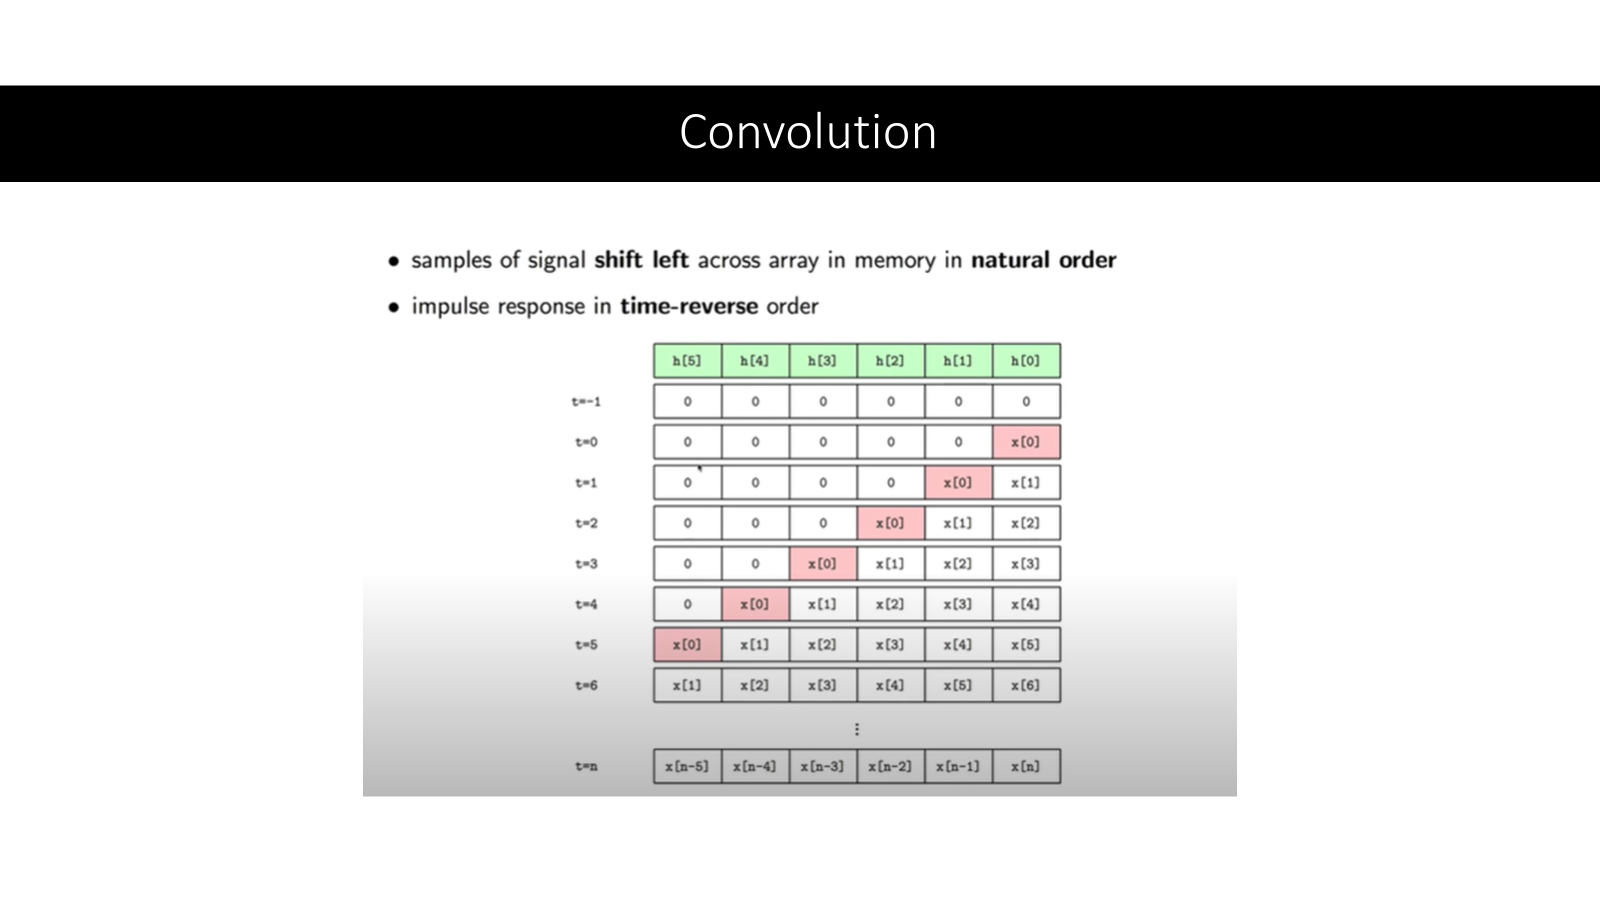 Convolution
• samples of signal shift left across array in memory in natural order
• impulse response in time-reverse order
h[5] h[4] h[3] h[2] h[1] h[0]
t=-1 0 0 0 0 0 0
t=0 0 0 0 0 0 x[0]
t=1 0 0 0 0 x[0] x[1]
t=2 0 0 0 x[0] x[1] x[2]
t=3 0 0 x[0] x[1] x[2] x[3]
t=4 0 x[0] x[1] x[2] x[3] x[4]
t=5 x[0] x[1] x[2] x[3] x[4] x[5]
t=6 x[1] x[2] x[3] x[4] x[5] x[6]
⋮
t=n x[n-5] x[n-4] x[n-3] x[n-2] x[n-1] x[n]